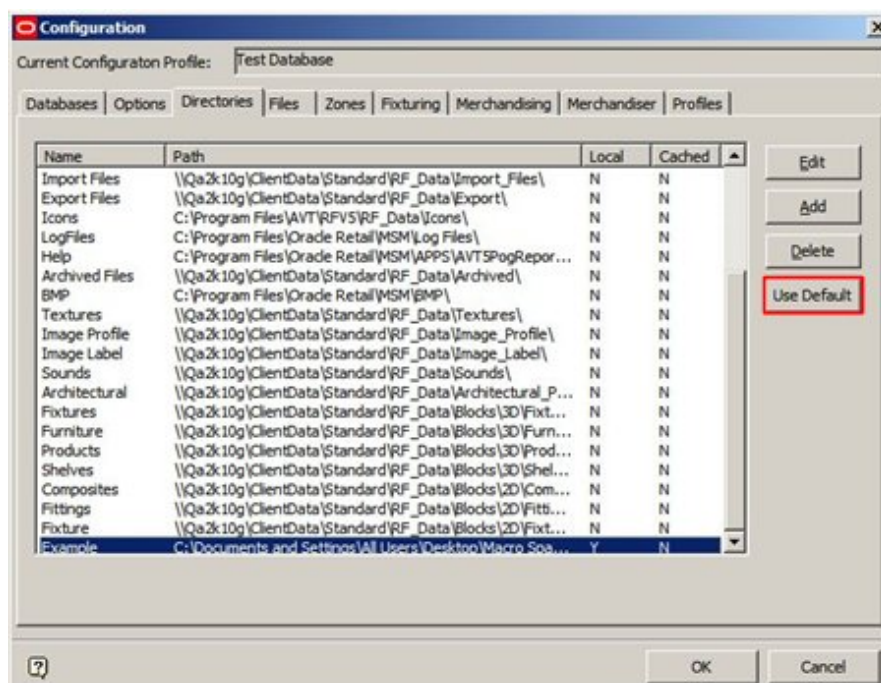 Configuration
Current Configuraton Profile: Test Database
Databases Options Directories Files Zones Fixturing Merchandising Merchandiser Profiles
Name Path Local Cached
Import Files \\Qa2k10g\ClientData\Standard\RF_Data\Import_Files\ N N
Export Files \\Qa2k10g\ClientData\Standard\RF_Data\Export\ N N
Icons C:\Program Files\AVT\RFV5\RF_Data\Icons\ N N
LogFiles C:\Program Files\Oracle Retail\MSM\Log Files\ N N
Help C:\Program Files\Oracle Retail\MSM\APPS\AVT5PogRepor... N N
Archived Files \\Qa2k10g\ClientData\Standard\RF_Data\Archived\ N N
BMP C:\Program Files\Oracle Retail\MSM\BMP\ N N
Textures \\Qa2k10g\ClientData\Standard\RF_Data\Textures\ N N
Image Profile \\Qa2k10g\ClientData\Standard\RF_Data\Image_Profile\ N N
Image Label \\Qa2k10g\ClientData\Standard\RF_Data\Image_Label\ N N
Sounds \\Qa2k10g\ClientData\Standard\RF_Data\Sounds\ N N
Architectural \\Qa2k10g\ClientData\Standard\RF_Data\Architectural_P... N N
Fixtures \\Qa2k10g\ClientData\Standard\RF_Data\Blocks\3D\Fixt... N N
Furniture \\Qa2k10g\ClientData\Standard\RF_Data\Blocks\3D\Furn... N N
Products \\Qa2k10g\ClientData\Standard\RF_Data\Blocks\3D\Prod... N N
Shelves \\Qa2k10g\ClientData\Standard\RF_Data\Blocks\3D\Shel... N N
Composites \\Qa2k10g\ClientData\Standard\RF_Data\Blocks\2D\Com... N N
Fittings \\Qa2k10g\ClientData\Standard\RF_Data\Blocks\2D\Fitti... N N
Fixture \\Qa2k10g\ClientData\Standard\RF_Data\Blocks\2D\Fixt... N N
Example C:\Documents and Settings\All Users\Desktop\Macro Spa... Y N
Edit
Add
Delete
Use Default
OK Cancel